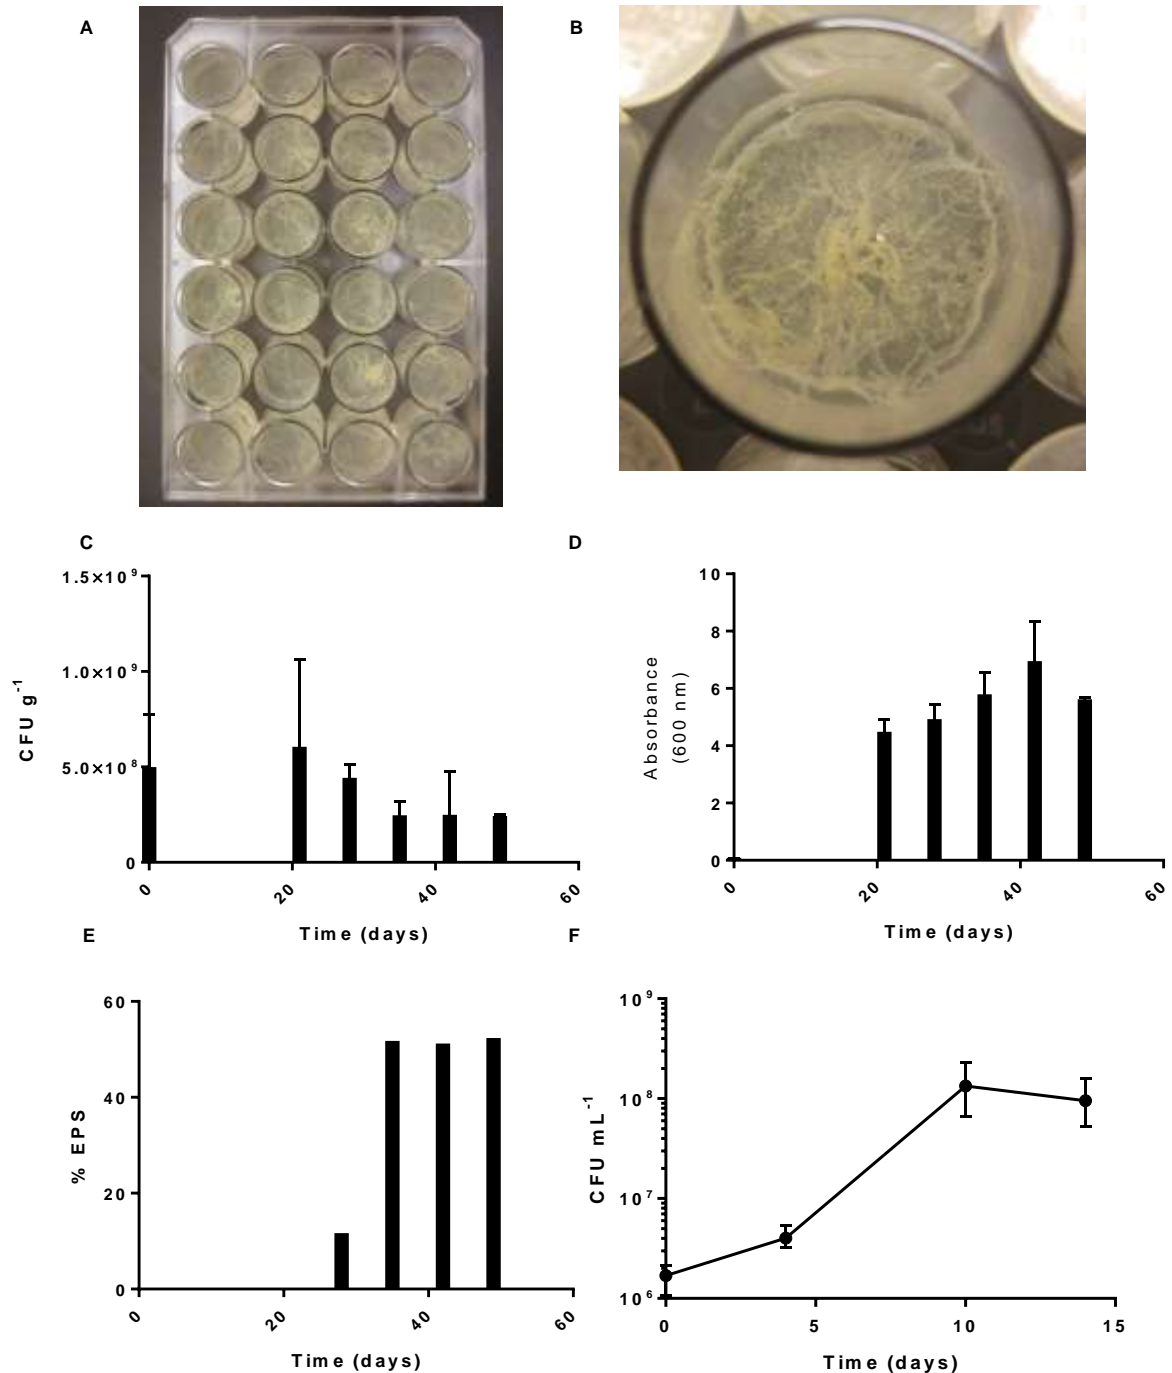 A
B
C
D
1.5×10⁹
1.0×10⁹
5.0×10⁸
0
CFU g⁻¹
0
20
40
60
Time (days)
10
8
6
4
2
0
Absorbance
(600 nm)
0
20
40
60
Time (days)
E
F
60
40
20
0
% EPS
0
20
40
60
Time (days)
10⁹
10⁸
10⁷
10⁶
CFU mL⁻¹
0
5
10
15
Time (days)